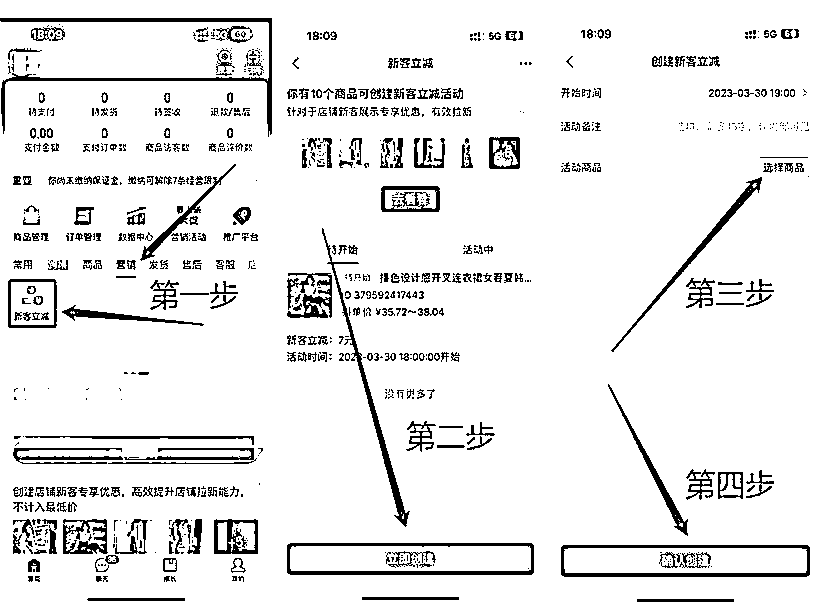 18:09
0 0 0 0
待支付 待发货 待签收 退款/售后
0.00 0 0 0
支付金额 支付订单数 商品访客数 商品评价数
重要 你尚未缴纳保证金，缴纳可解除7条经营限制
商品管理 订单管理 数据中心 营销活动 推广平台
常用 商品 营销 发货 售后 客服
第一步
新客立减
创建店铺新客专享优惠，高效提升店铺拉新能力，
不计入最低价
18:09 5G
新客立减
你有10个商品可创建新客立减活动
针对于店铺新客展示专享优惠，有效拉新
去看看
待开始 活动中
待开始 撞色设计感开叉连衣裙女春夏韩...
ID 379592417443
拼单价 ¥35.72~38.04
新客立减：7元
活动时间：2023-03-30 18:00:00开始
没有更多了
第二步
立即创建
18:09 5G
创建新客立减
开始时间 2023-03-30 19:00
活动备注
活动商品 选择商品
第三步
第四步
确认创建